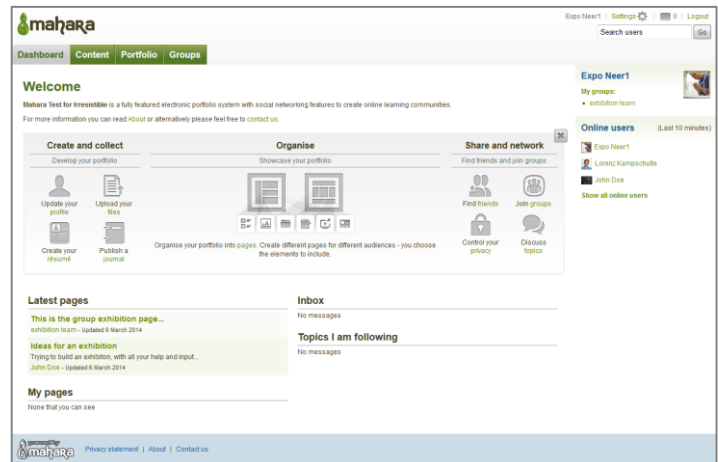 mahara
Expo Neer1 | Settings | 0 | Logout
Search users Go
Dashboard Content Portfolio Groups
Welcome
Mahara Test for Irresistible is a fully featured electronic portfolio system with social networking features to create online learning communities.
For more information you can read About or alternatively please feel free to contact us.
Create and collect
Develop your portfolio
Update your profile
Upload your files
Create your résumé
Publish a journal
Organise
Showcase your portfolio
Organise your portfolio into pages. Create different pages for different audiences - you choose
the elements to include.
Share and network
Find friends and join groups
Find friends
Join groups
Control your privacy
Discuss topics
Latest pages
This is the group exhibition page...
exhibition team - Updated 6 March 2014
Ideas for an exhibition
Trying to build an exhibiton, with all your help and input...
John Doe - Updated 6 March 2014
My pages
None that you can see
Inbox
No messages
Topics I am following
No messages
Expo Neer1
My groups:
exhibition team
Online users (Last 10 minutes)
Expo Neer1
Lorenz Kampschulte
John Doe
Show all online users
powered by
mahara
Privacy statement | About | Contact us